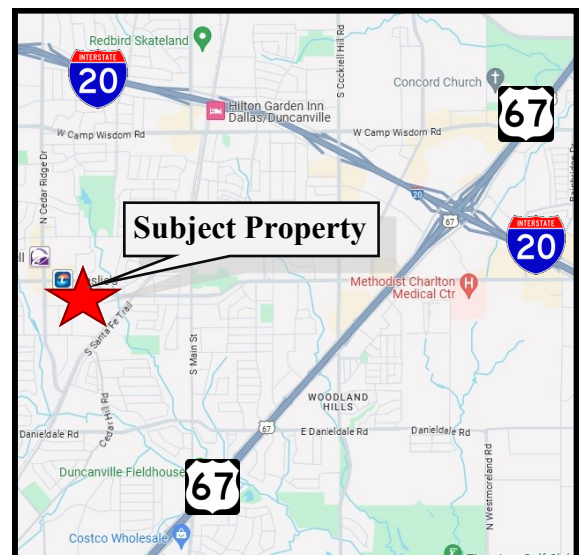 Redbird Skateland
INTERSTATE
20
S Cockrell Hill Rd
Concord Church
67
Hilton Garden Inn
Dallas/Duncanville
W Camp Wisdom Rd
W Camp Wisdom Rd
N Cedar Ridge Dr
20
67
INTERSTATE
20
Subject Property
Methodist Charlton
Medical Ctr
S Santa Fe Trail
S Main St
WOODLAND
HILLS
Cedar Hill Rd
Danieldale Rd
67
E Danieldale Rd
Danieldale Rd
Duncanville Fieldhouse
67
N Westmoreland Rd
Costco Wholesale